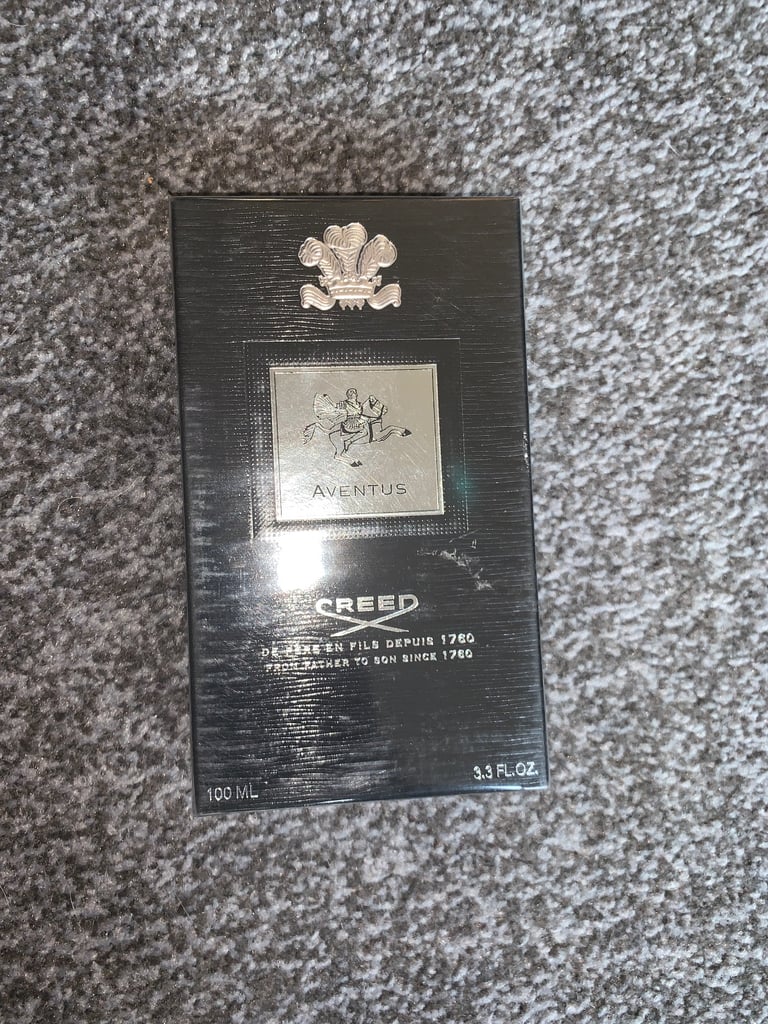 AVENTUS
CREED
DE PÈRE EN FILS DEPUIS 1760
FROM FATHER TO SON SINCE 1760
100 ML
3.3 FL.OZ.